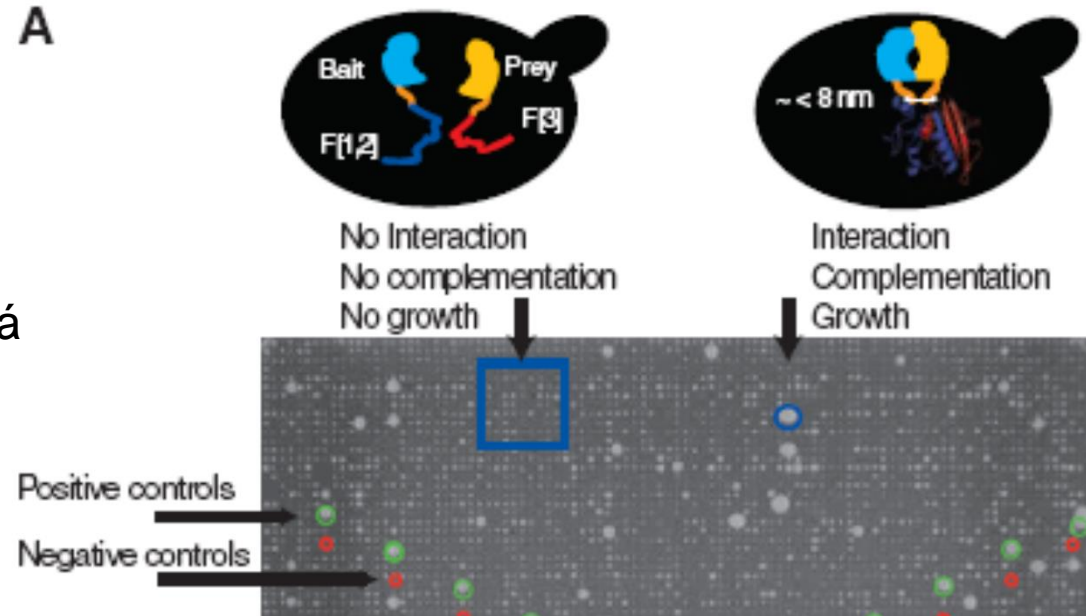 A
Bait
Prey
F[1,2]
F[3]
~ < 8 nm
No Interaction
No complementation
No growth
Interaction
Complementation
Growth
á
Positive controls
Negative controls